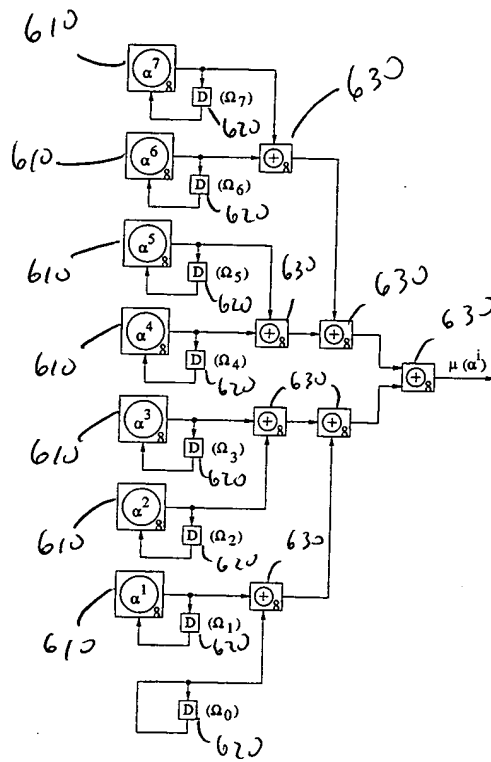 610
α⁷ 8
D (Ω₇)
620
630
⊕ 8
610
α⁶ 8
D (Ω₆)
620
610
α⁵ 8
D (Ω₅)
620
630
630
610
α⁴ 8
⊕ 8
⊕ 8
D (Ω₄)
620
630
⊕ 8
μ(αⁱ)
610
α³ 8
630
⊕ 8
⊕ 8
D (Ω₃)
620
610
α² 8
D (Ω₂)
620
630
610
α¹ 8
⊕ 8
D (Ω₁)
620
D (Ω₀)
620